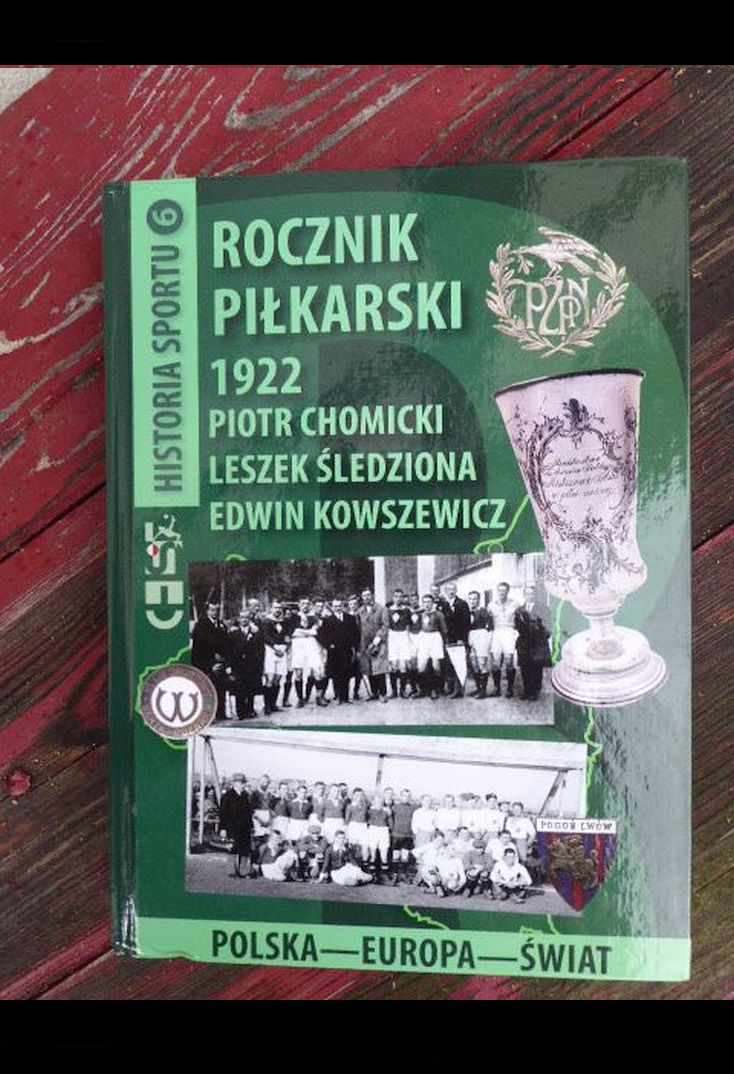 HISTORIA SPORTU 6
ROCZNIK
PIŁKARSKI
1922
PIOTR CHOMICKI
LESZEK ŚLEDZIONA
EDWIN KOWSZEWICZ
PZPN
W
POGOŃ LWÓW
POLSKA—EUROPA—ŚWIAT